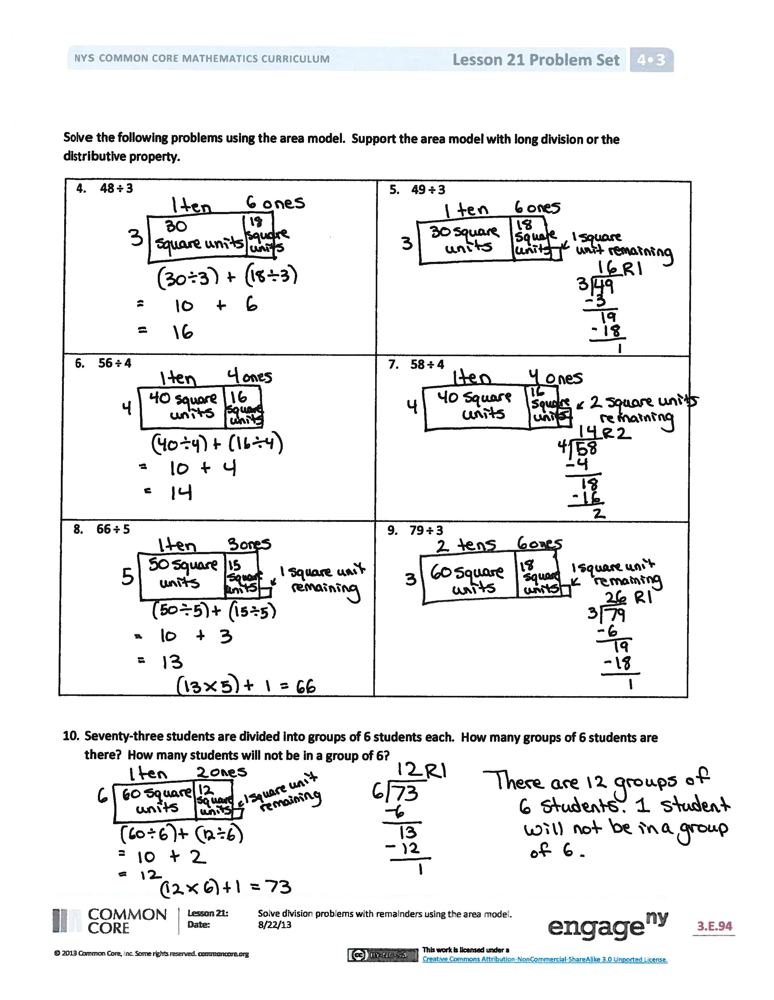 NYS COMMON CORE MATHEMATICS CURRICULUM Lesson 21 Problem Set 4•3
Solve the following problems using the area model. Support the area model with long division or the
distributive property.
4. 48 ÷ 3
1 ten 6 ones
3
30
square units
18
square
units
(30÷3) + (18÷3)
= 10 + 6
= 16
5. 49 ÷ 3
1 ten 6 ones
3
30 square
units
18
square
units
1 square
unit remaining
16 R1
3 49
-3
19
-18
1
6. 56 ÷ 4
1 ten 4 ones
4
40 square
units
16
square
units
(40÷4) + (16÷4)
= 10 + 4
= 14
7. 58 ÷ 4
1 ten 4 ones
4
40 square
units
16
square
units
2 square units
remaining
14 R2
4 58
-4
18
-16
2
8. 66 ÷ 5
1 ten 3 ones
5
50 square
units
15
square
units
1 square unit
remaining
(50÷5) + (15÷5)
= 10 + 3
= 13
(13 × 5) + 1 = 66
9. 79 ÷ 3
2 tens 6 ones
3
60 square
units
18
square
units
1 square unit
remaining
26 R1
3 79
-6
19
-18
1
10. Seventy-three students are divided into groups of 6 students each. How many groups of 6 students are
there? How many students will not be in a group of 6?
1 ten 2 ones
6
60 square
units
12
square
units
1 square unit
remaining
(60÷6) + (12÷6)
= 10 + 2
= 12
(12 × 6) + 1 = 73
12 R1
6 73
-6
13
-12
1
There are 12 groups of
6 students. 1 student
will not be in a group
of 6.
COMMON
CORE
Lesson 21: Solve division problems with remainders using the area model.
Date: 8/22/13
engage ny
3.E.94
© 2013 Common Core, Inc. Some rights reserved. commoncore.org
cc BY-NC-SA
This work is licensed under a
Creative Commons Attribution-NonCommercial-ShareAlike 3.0 Unported License.